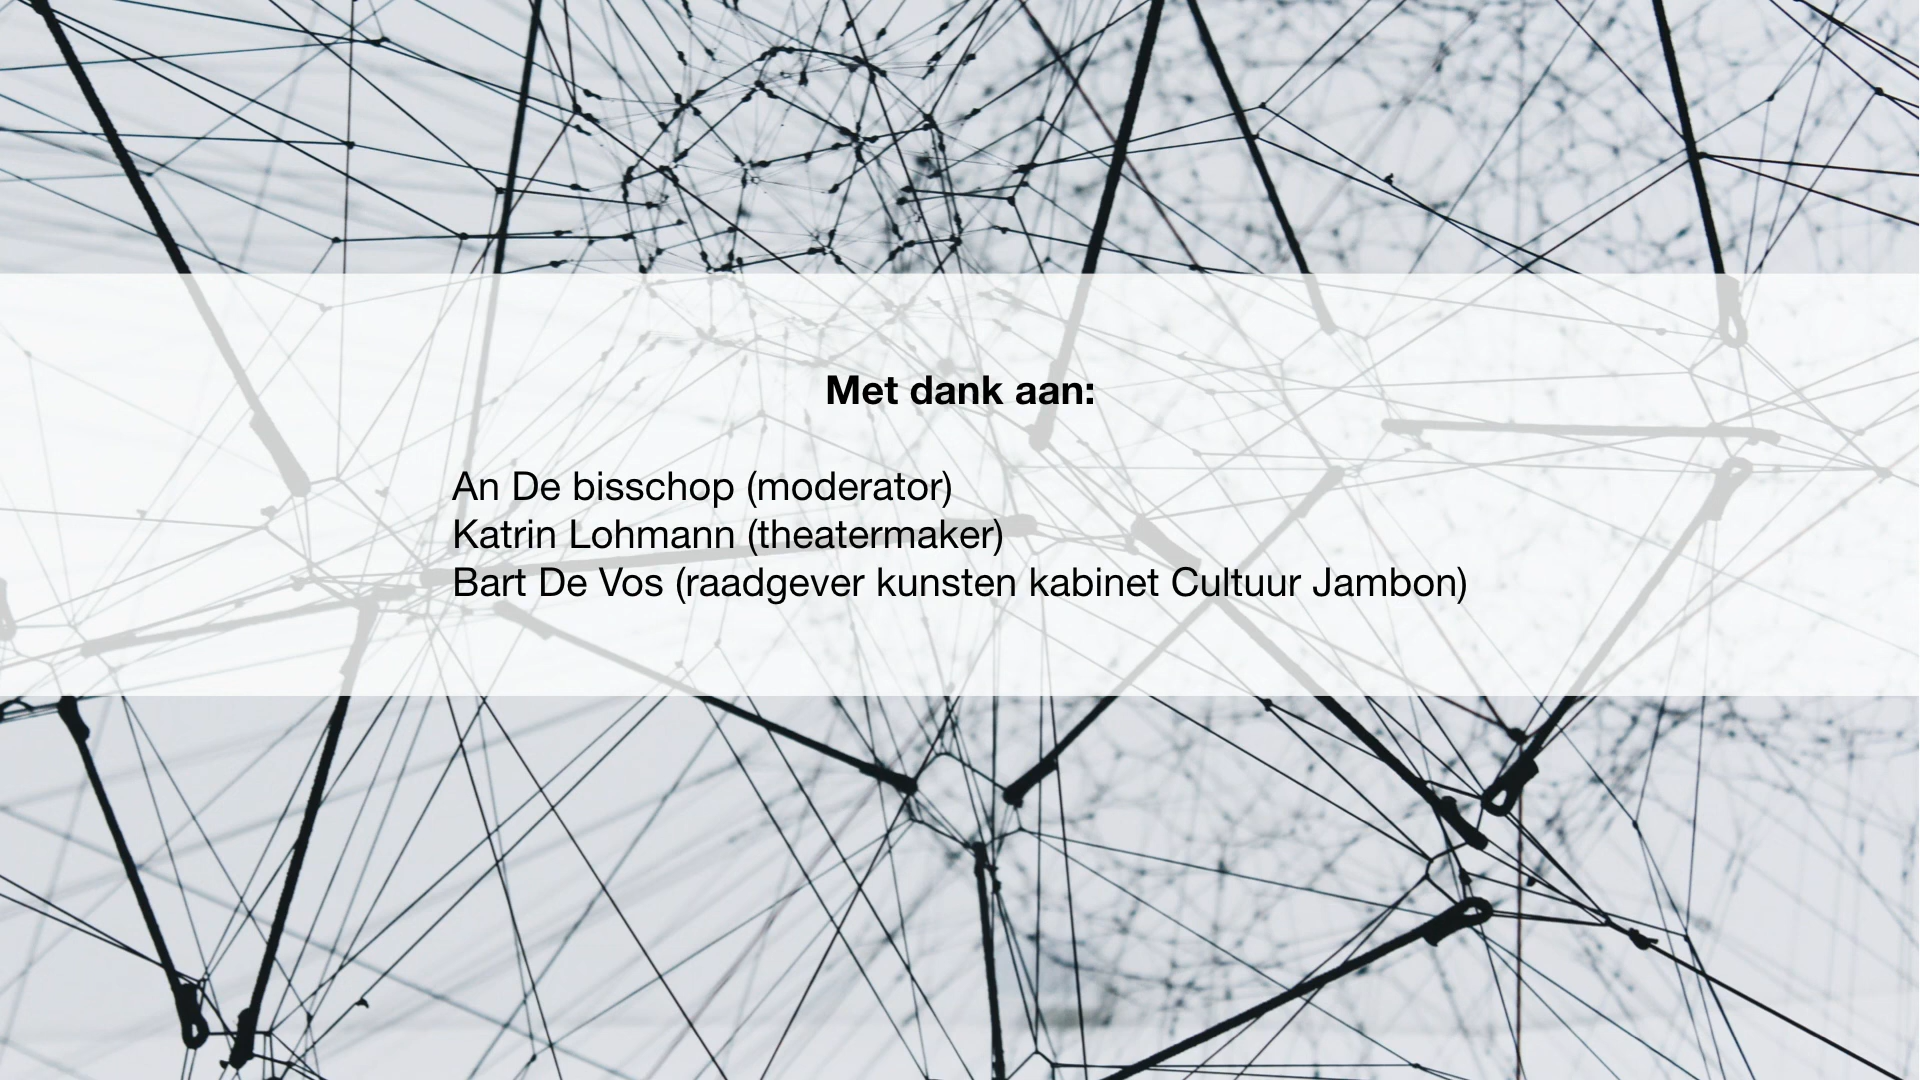 Met dank aan:
An De bisschop (moderator)
Katrin Lohmann (theatermaker)
Bart De Vos (raadgever kunsten kabinet Cultuur Jambon)